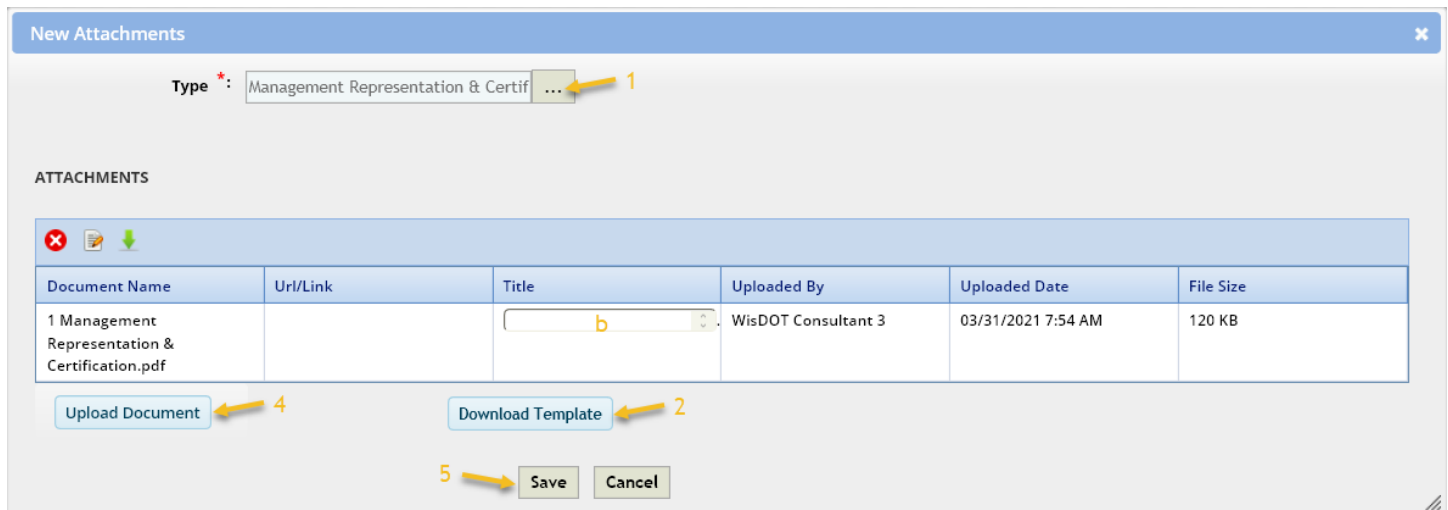 New Attachments
Type *: Management Representation & Certif ... 1
ATTACHMENTS
Document Name Url/Link Title Uploaded By Uploaded Date File Size
1 Management b . WisDOT Consultant 3 03/31/2021 7:54 AM 120 KB
Representation &
Certification.pdf
Upload Document 4 Download Template 2
5 Save Cancel